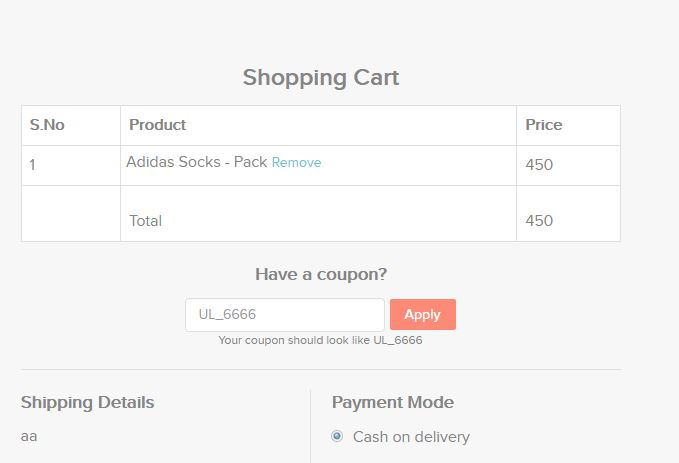 Shopping Cart
S.No Product Price
1 Adidas Socks - Pack Remove 450
Total 450
Have a coupon?
UL_6666 Apply
Your coupon should look like UL_6666
Shipping Details Payment Mode
aa Cash on delivery